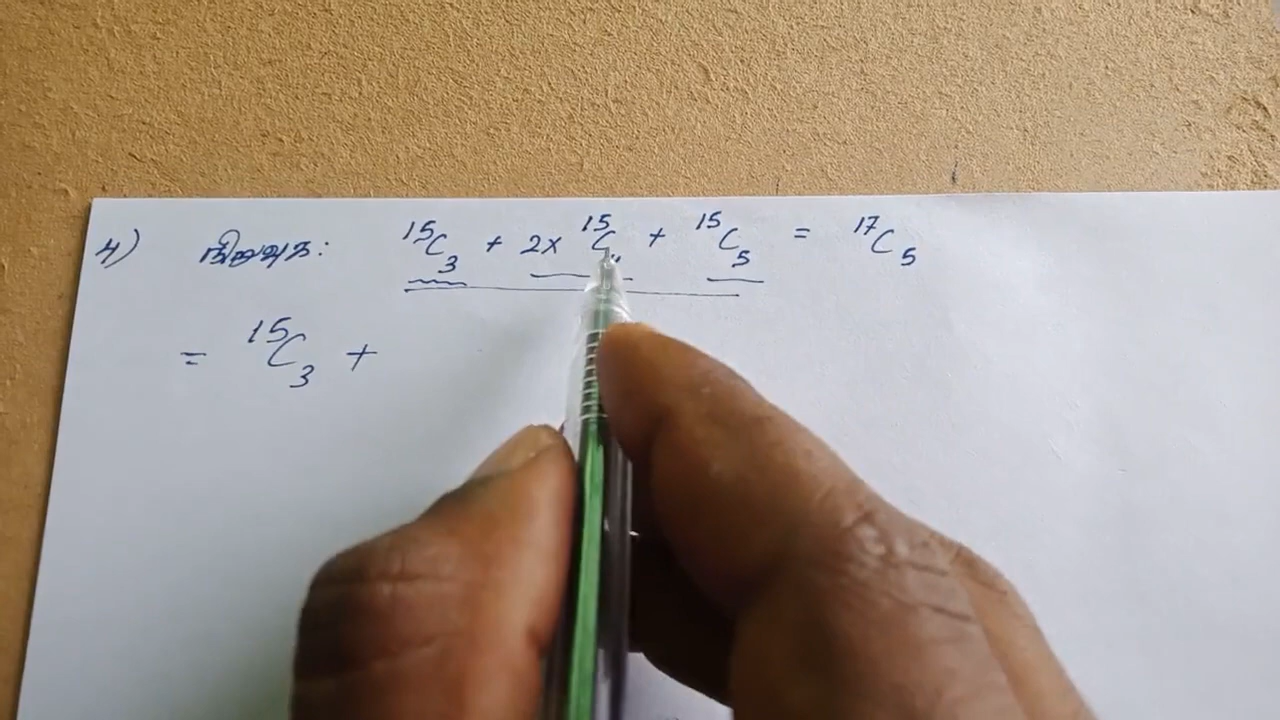 4) நிறுவுக: ¹⁵C₃ + 2x ¹⁵C + ¹⁵C₅ = ¹⁷C₅
= ¹⁵C₃ +